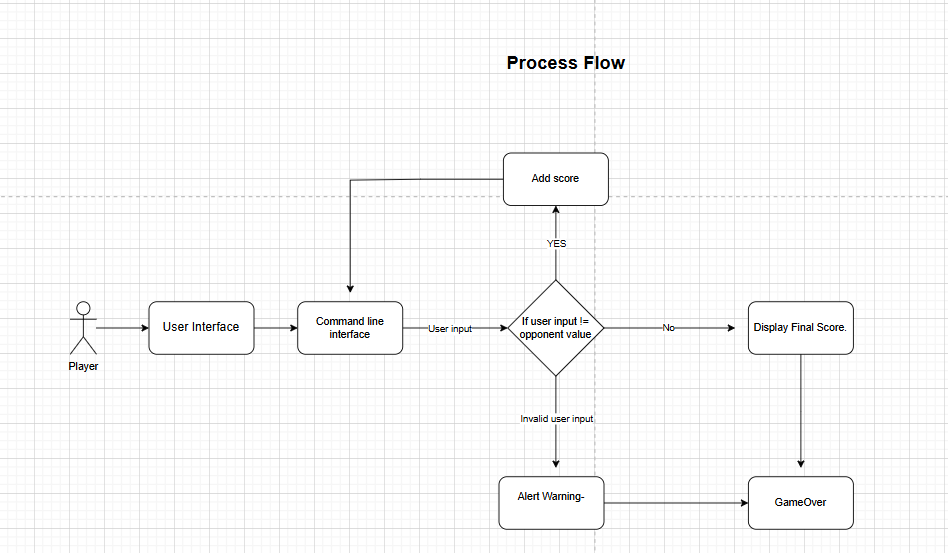 Process Flow
Add score
YES
User Interface
Command line
interface
User input
If user input !=
opponent value
No
Display Final Score.
Player
Invalid user input
Alert Warning-
GameOver